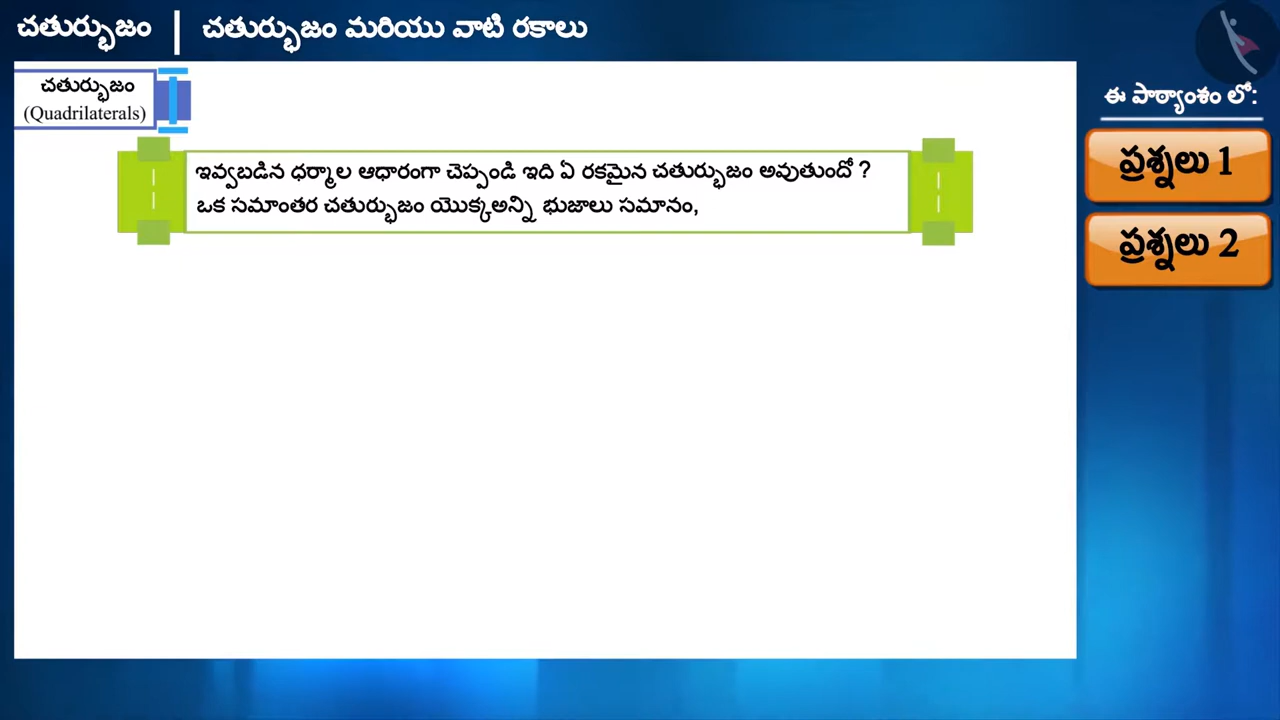 చతుర్భుజం | చతుర్భుజం మరియు వాటి రకాలు
చతుర్భుజం
(Quadrilaterals)
ఇవ్వబడిన ధర్మాల ఆధారంగా చెప్పండి ఇది ఏ రకమైన చతుర్భుజం అవుతుందో ?
ఒక సమాంతర చతుర్భుజం యొక్కఅన్ని భుజాలు సమానం,
ఈ పాఠ్యాంశం లో:
ప్రశ్నలు 1
ప్రశ్నలు 2